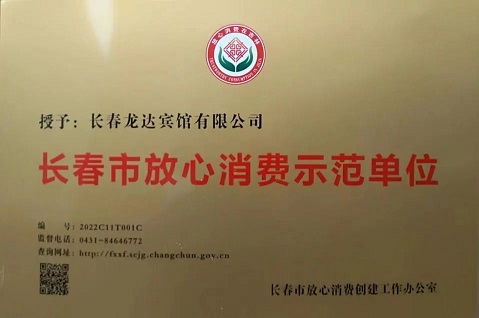 放心消费在吉林
授予：长春龙达宾馆有限公司
长春市放心消费示范单位
编 号：2022C11T001C
监督电话：0431-84646772
查询网址：http://fxxf.scjg.changchun.gov.cn
长春市放心消费创建工作办公室